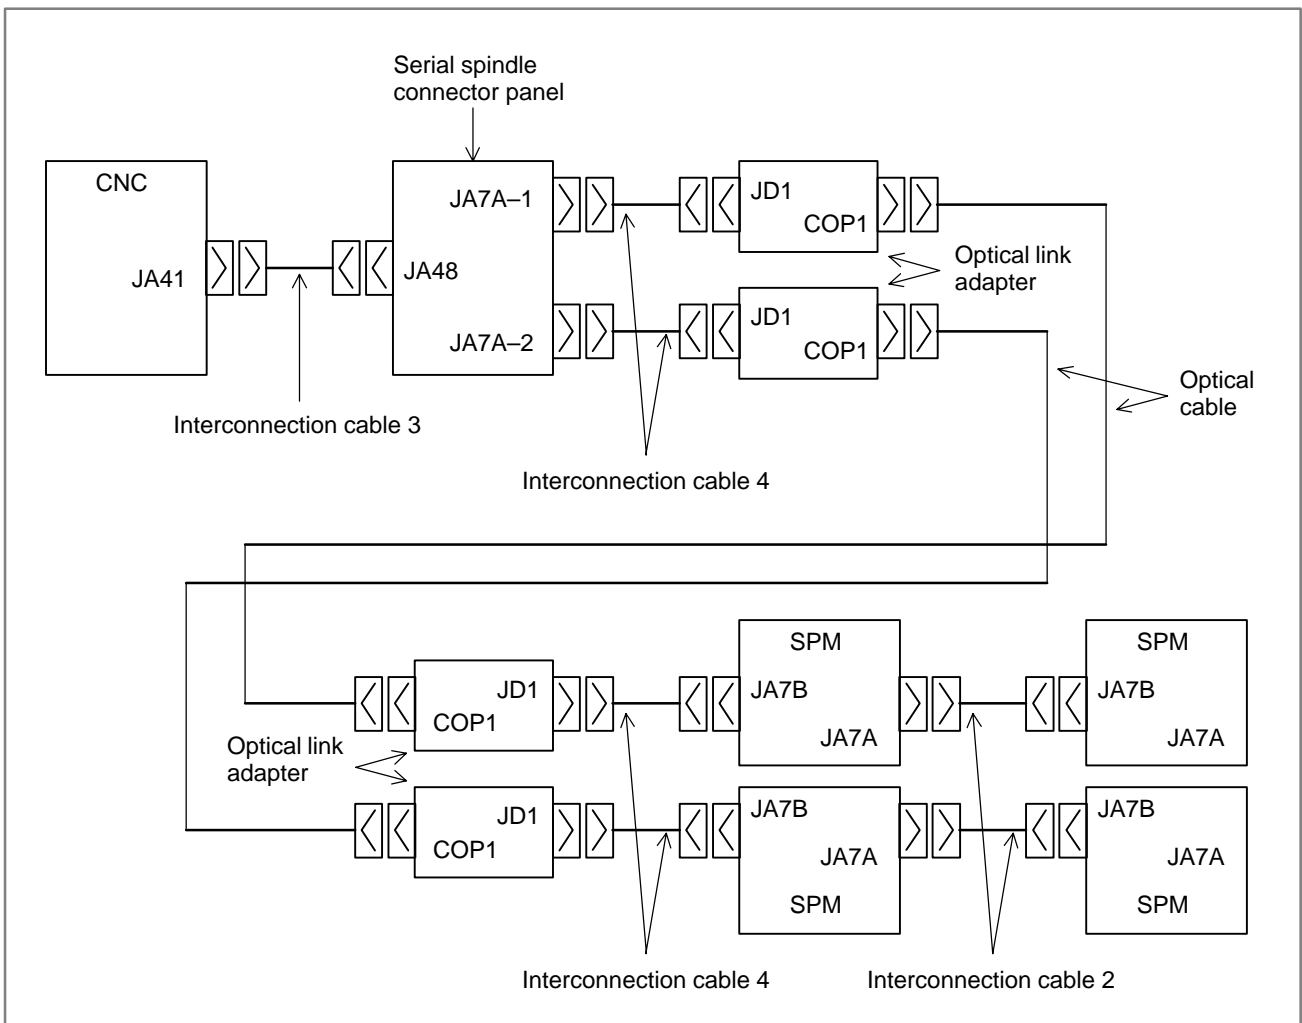 Serial spindle
connector panel
CNC
JA7A–1
JD1
COP1
JA41
JA48
Optical link
adapter
JA7A–2
JD1
COP1
Optical
cable
Interconnection cable 3
Interconnection cable 4
SPM
SPM
JD1
COP1
JA7B
JA7A
JA7B
JA7A
Optical link
adapter
JD1
COP1
JA7B
JA7A
SPM
JA7B
JA7A
SPM
Interconnection cable 4
Interconnection cable 2